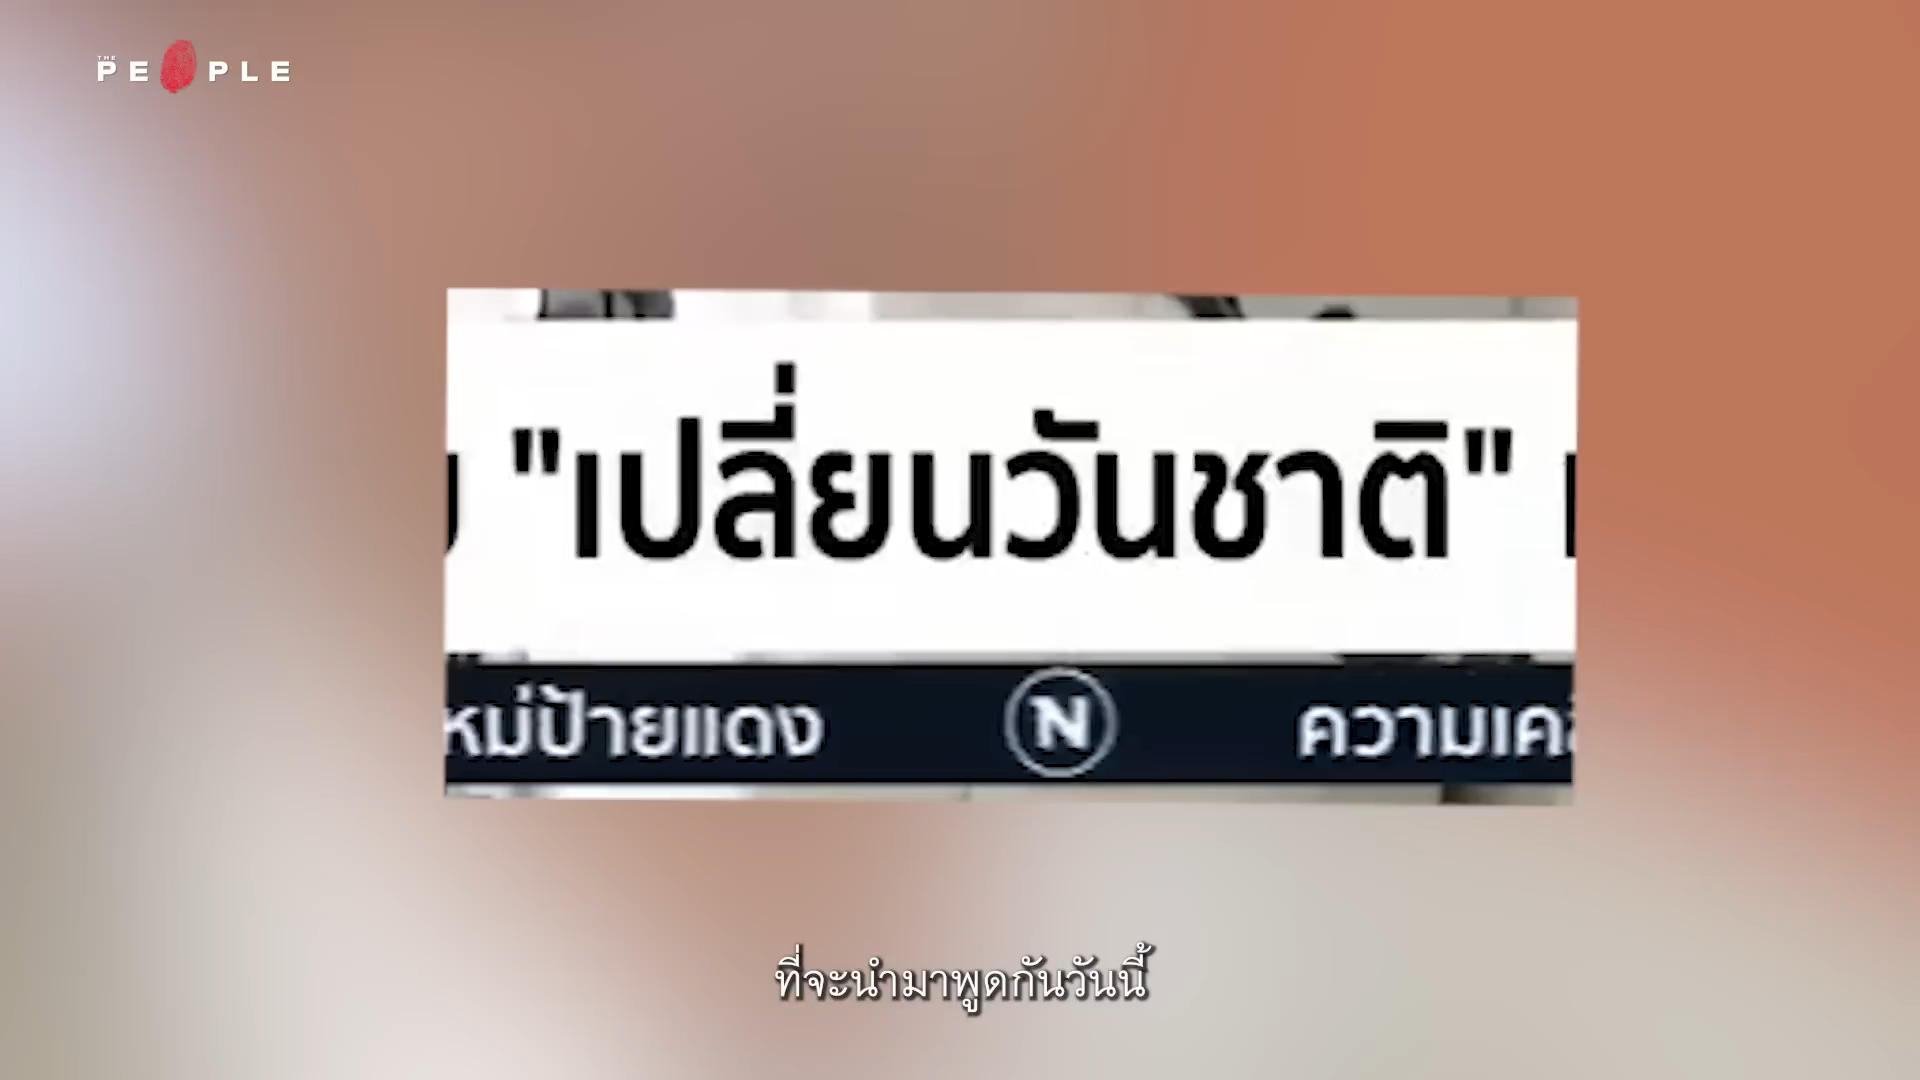 THE PEOPLE
"เปลี่ยนวันชาติ"
หม่ป้ายแดง N ความเค
ที่จะนำมาพูดกันวันนี้